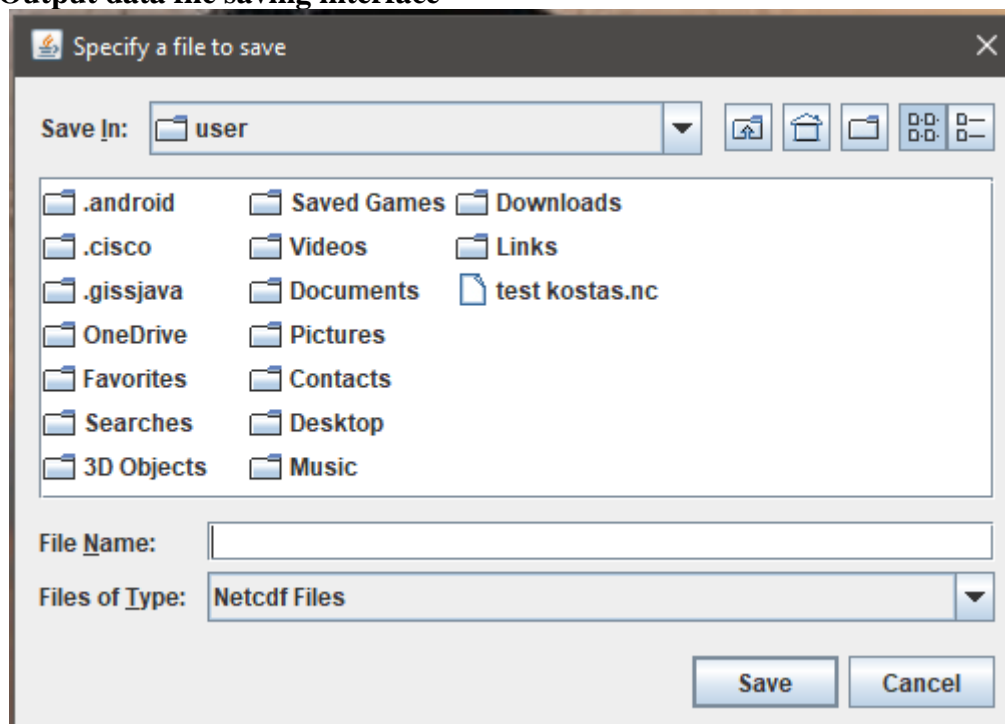 Output data file saving interface
Specify a file to save
Save In: user
.android Saved Games Downloads
.cisco Videos Links
.gissjava Documents test kostas.nc
OneDrive Pictures
Favorites Contacts
Searches Desktop
3D Objects Music
File Name:
Files of Type: Netcdf Files
Save Cancel